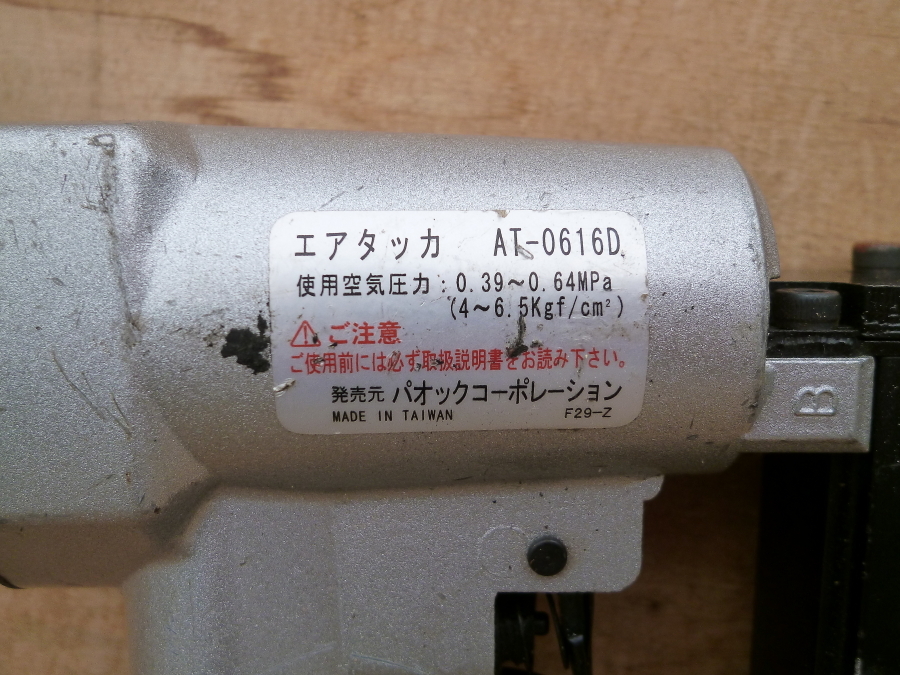 エアタッカ AT-0616D
使用空気圧力：0.39～0.64MPa
(4～6.5Kgf/cm²)
⚠ご注意
ご使用前には必ず取扱説明書をお読み下さい。
発売元 パオックコーポレーション
MADE IN TAIWAN F29-Z
B